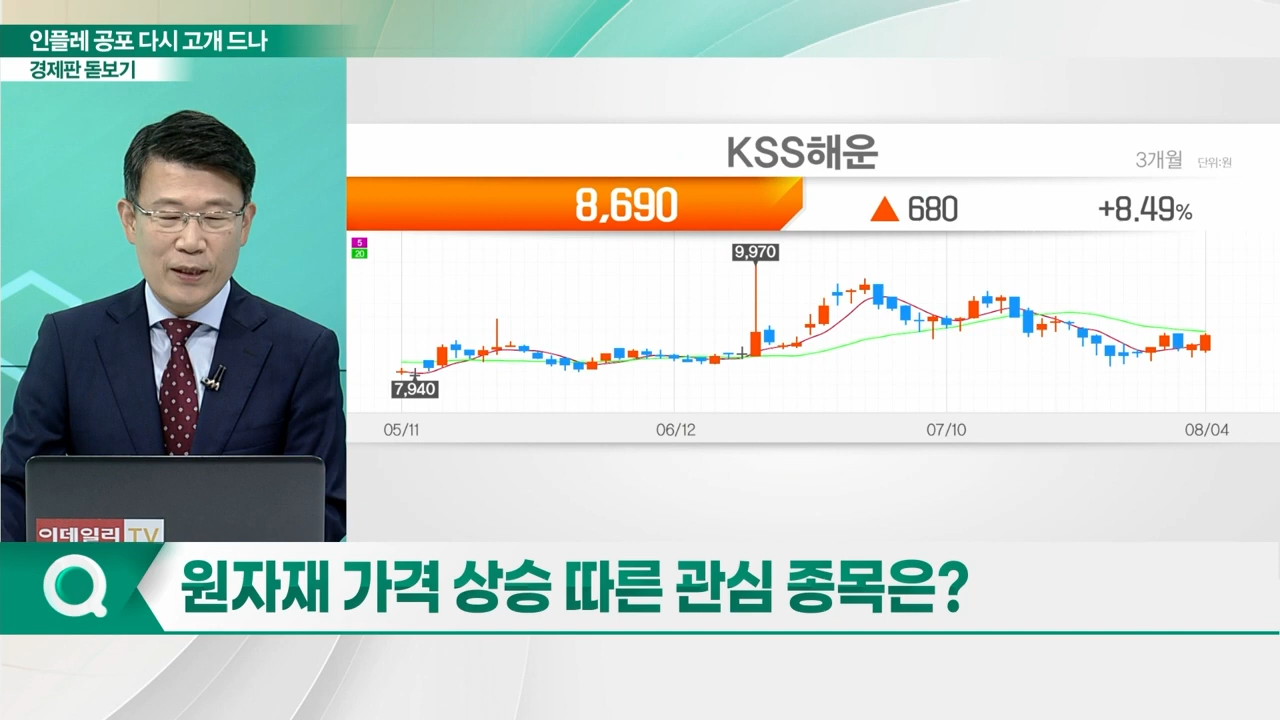 인플레 공포 다시 고개 드나
경제판 돋보기
KSS해운
3개월 단위:원
8,690 ▲ 680 +8.49%
5
20
9,970
7,940
05/11 06/12 07/10 08/04
이데일리 TV
Q 원자재 가격 상승 따른 관심 종목은?